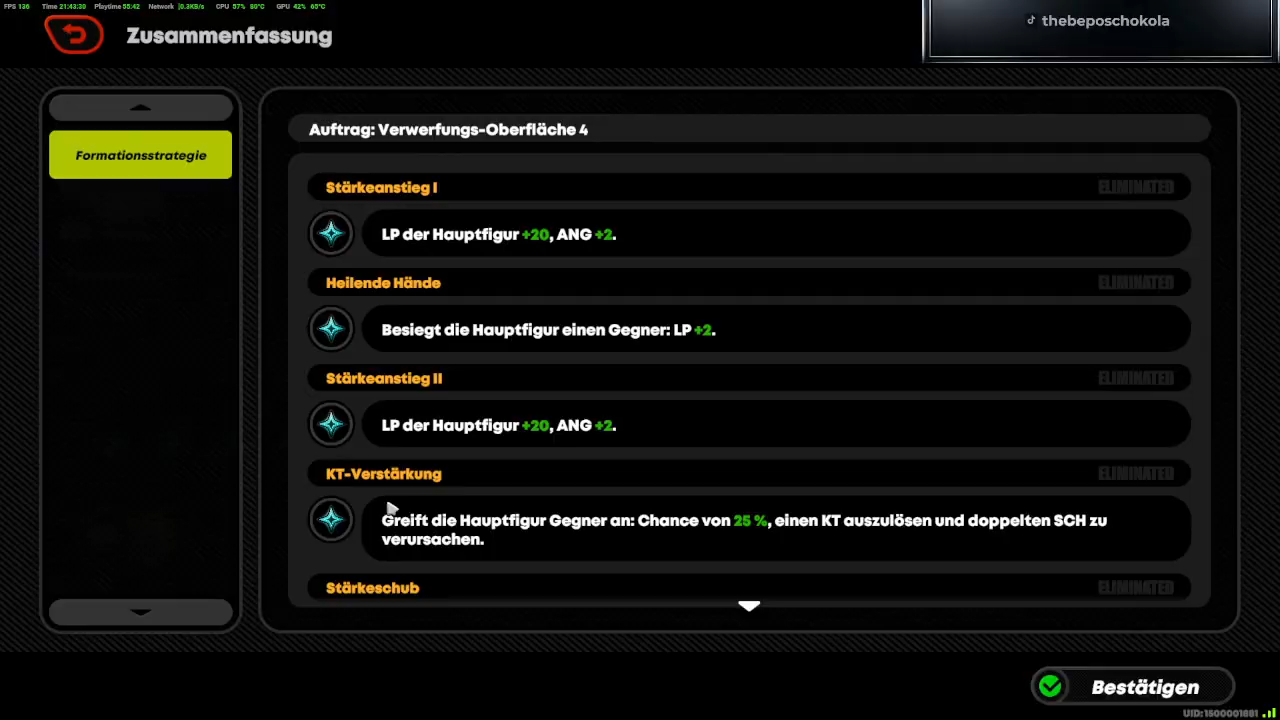 FPS 136 Time 21:43:39 Playtime 55:42 Network [0.3KB/s CPU 57% 80°C GPU 42% 65°C
Zusammenfassung
thebeposchokola
Formationsstrategie
Auftrag: Verwerfungs-Oberfläche 4
Stärkeanstieg I ELIMINATED
LP der Hauptfigur +20, ANG +2.
Heilende Hände ELIMINATED
Besiegt die Hauptfigur einen Gegner: LP +2.
Stärkeanstieg II ELIMINATED
LP der Hauptfigur +20, ANG +2.
KT-Verstärkung ELIMINATED
Greift die Hauptfigur Gegner an: Chance von 25 %, einen KT auszulösen und doppelten SCH zu
verursachen.
Stärkeschub ELIMINATED
Bestätigen
UID:1500001881